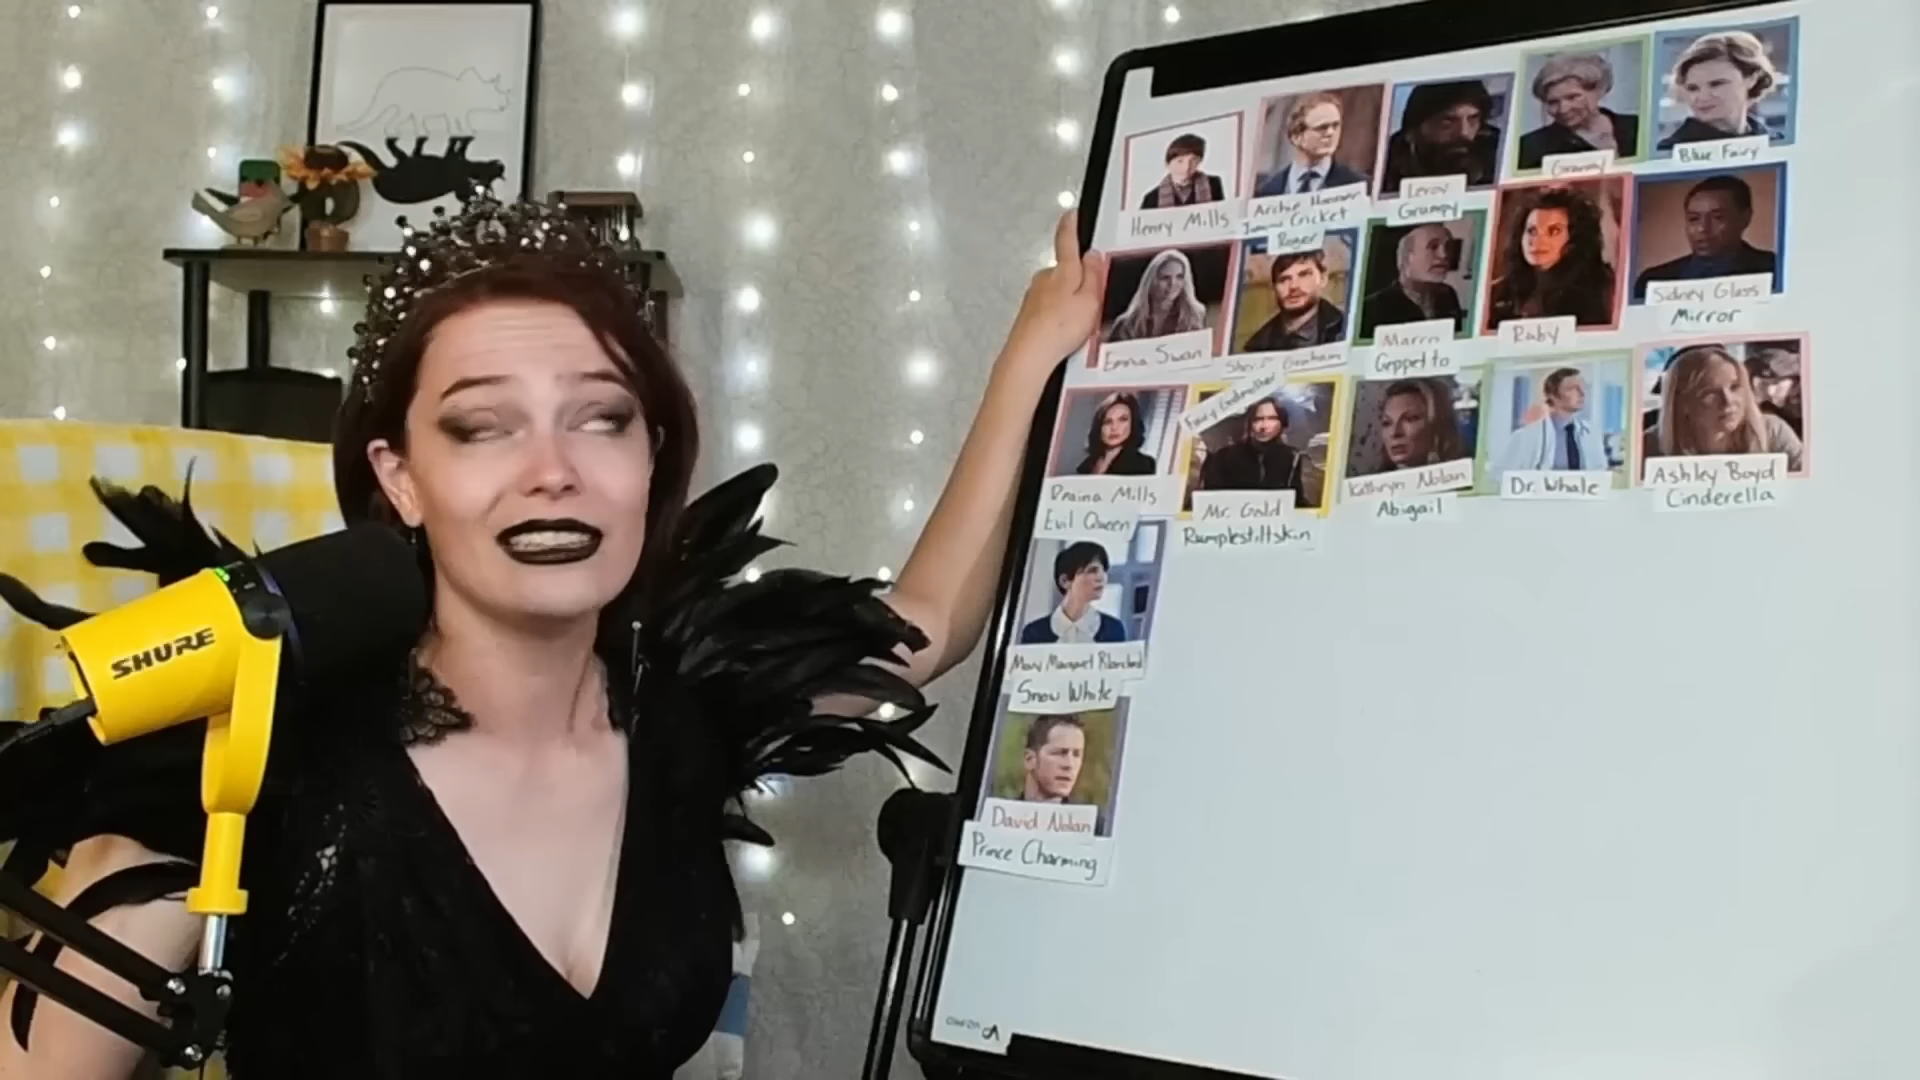 Henry Mills
Archie Hopper
Jiminy Cricket
Leroy
Grumpy
Granny
Blue Fairy
Emma Swan
Roger
Sheriff Graham
Marco
Geppetto
Ruby
Sidney Glass
Mirror
Evil Queen
Fairy Godmother
Mr. Gold
Rumplestiltskin
Kathryn Nolan
Abigail
Dr. Whale
Ashley Boyd
Cinderella
Mary Margaret Blanchard
Snow White
David Nolan
Prince Charming
SHURE